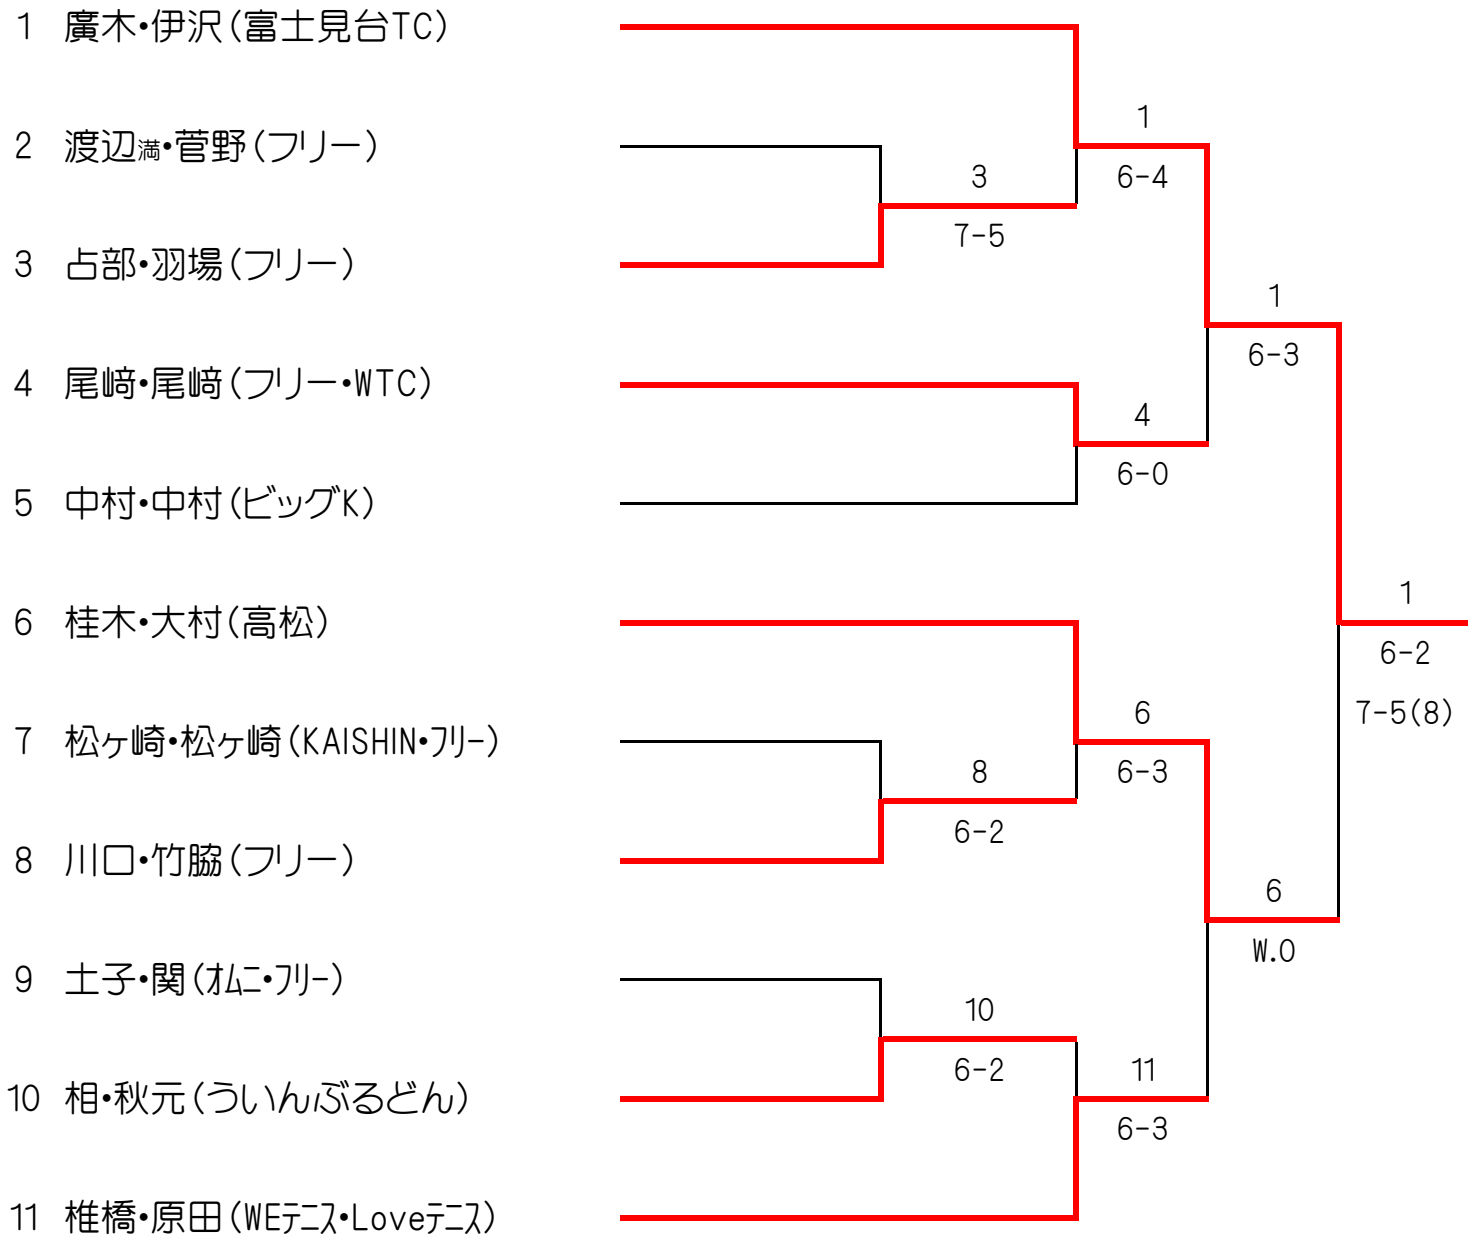 1 廣木・伊沢(富士見台TC)
1
2 渡辺満・菅野(フリー)
3
6-4
7-5
3 占部・羽場(フリー)
1
6-3
4 尾﨑・尾﨑(フリー・WTC)
4
6-0
5 中村・中村(ビッグK)
1
6 桂木・大村(高松)
6-2
6
7-5(8)
7 松ヶ崎・松ヶ崎(KAISHIN・フリー)
8
6-3
6-2
8 川口・竹脇(フリー)
6
W.O
9 土子・関(オムニ・フリー)
10
6-2
11
10 相・秋元(ういんぶるどん)
6-3
11 椎橋・原田(WEテニス・Loveテニス)